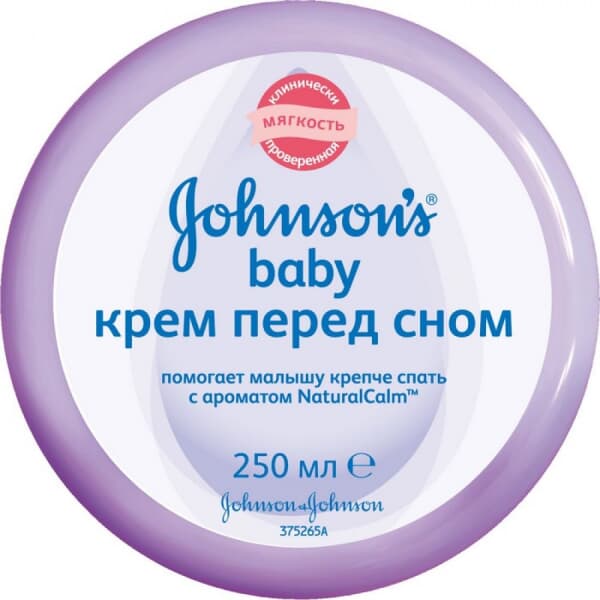 клинически
мягкость
проверенная
Johnson's®
baby
крем перед сном
помогает малышу крепче спать
с ароматом NaturalCalm™
250 мл ℮
Johnson & Johnson
375265A